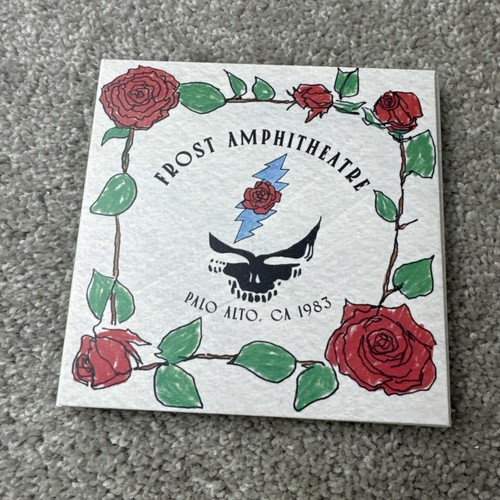 FROST AMPHITHEATRE
PALO ALTO, CA 1983